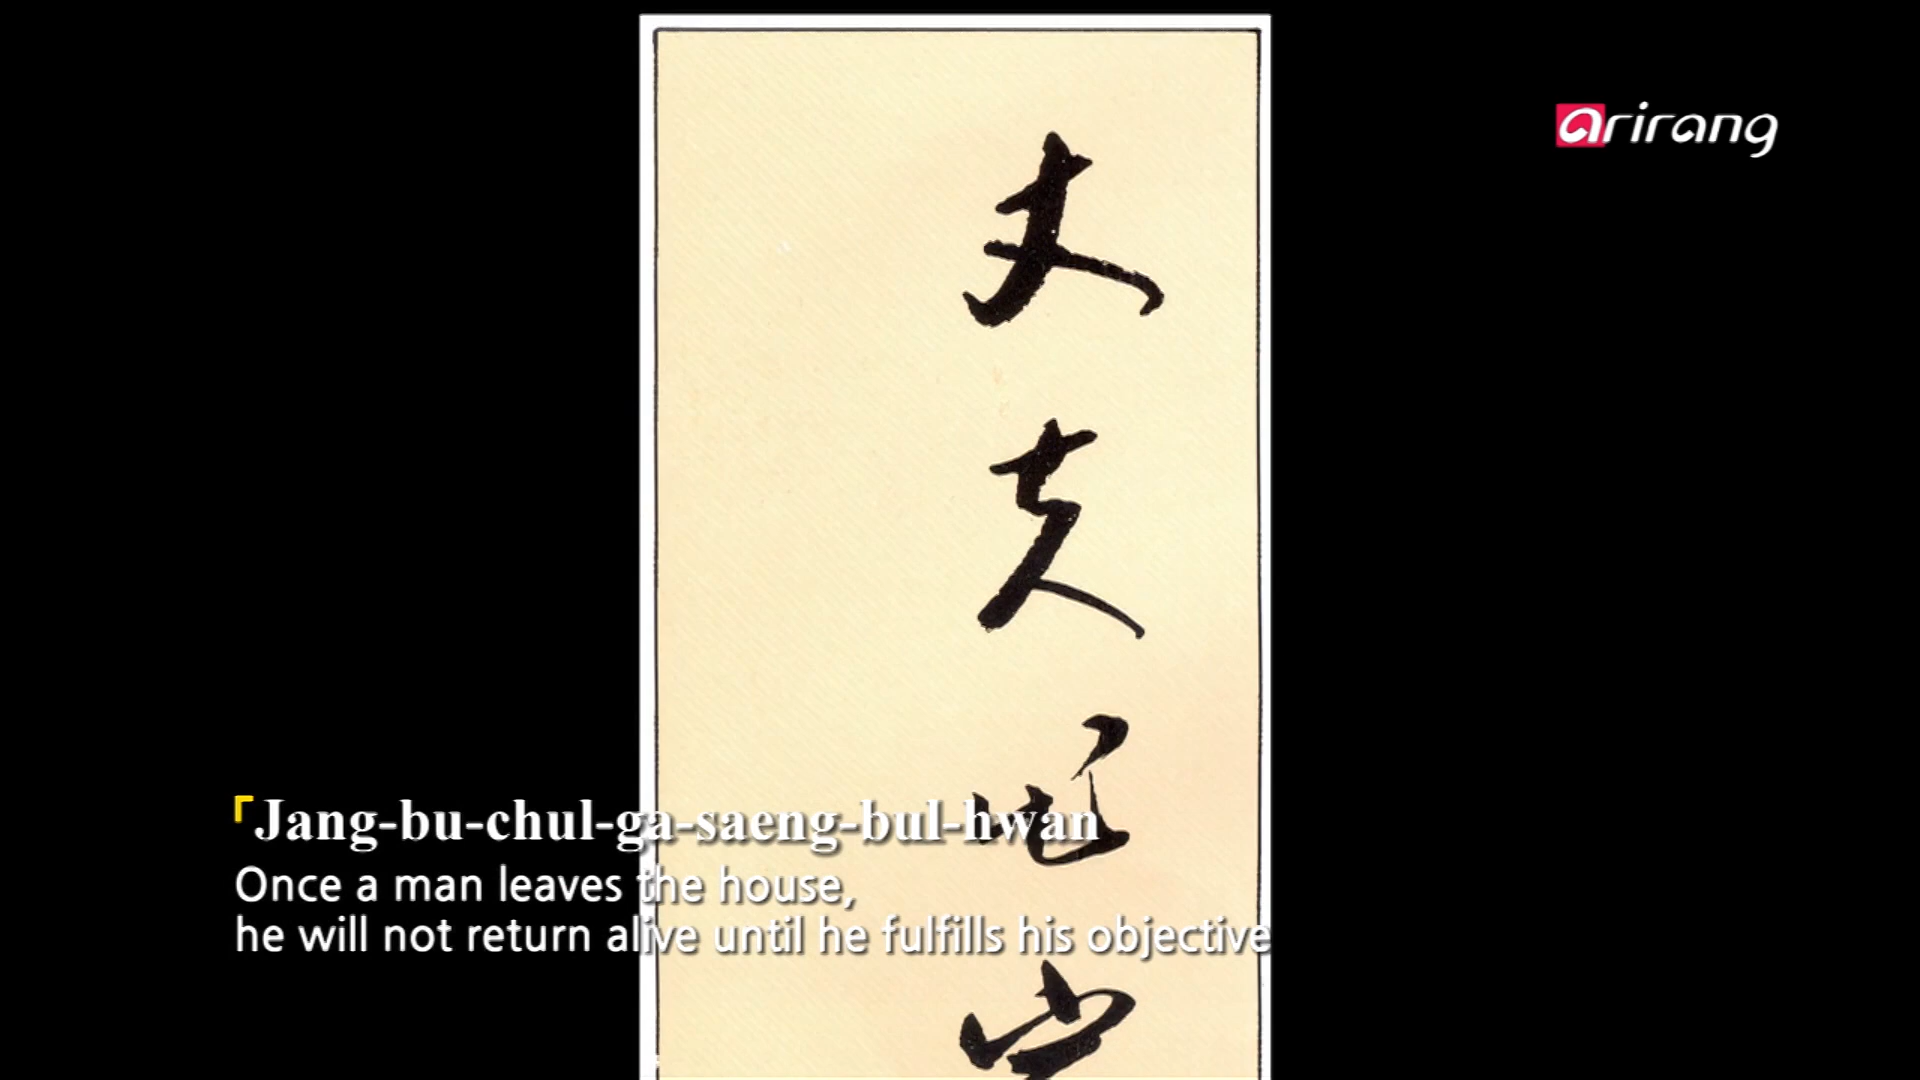 arirang
丈
夫
出
「Jang-bu-chul-ga-saeng-bul-hwan
Once a man leaves the house,
he will not return alive until he fulfills his objective